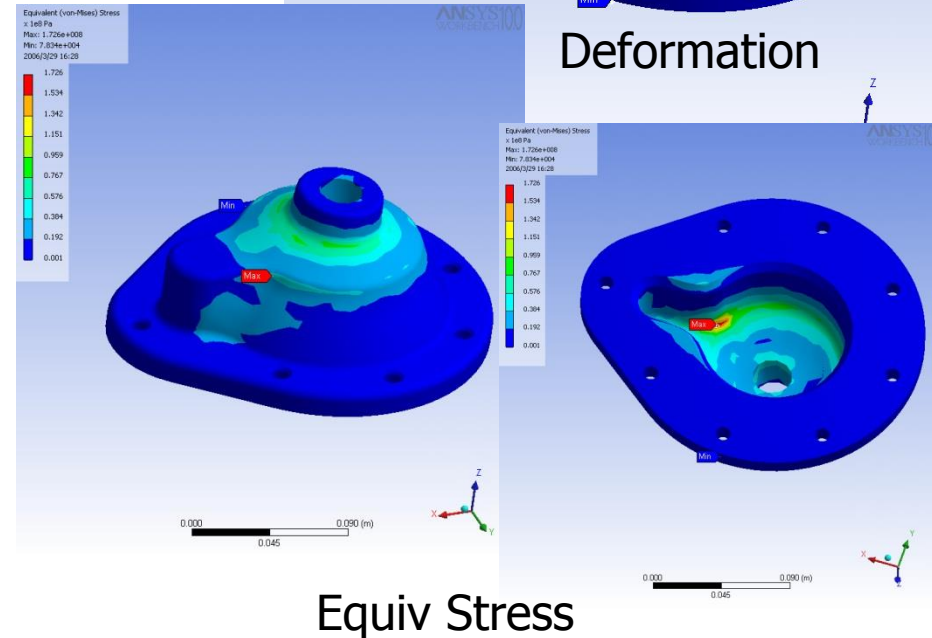 Min
Deformation
Z
Equivalent (von-Mises) Stress
x 1e8 Pa
Max: 1.726e+008
Min: 7.834e+004
2006/3/29 16:28
1.726
1.534
1.342
1.151
0.959
0.767
0.576
0.384
0.192
0.001
ANSYS100
WORKBENCH
Min
Max
0.000
0.090 (m)
0.045
Z
X
Y
Equivalent (von-Mises) Stress
x 1e8 Pa
Max: 1.726e+008
Min: 7.834e+004
2006/3/29 16:28
1.726
1.534
1.342
1.151
0.959
0.767
0.576
0.384
0.192
0.001
Max
Min
0.000
0.090 (m)
0.045
Y
X
Z
Equiv Stress